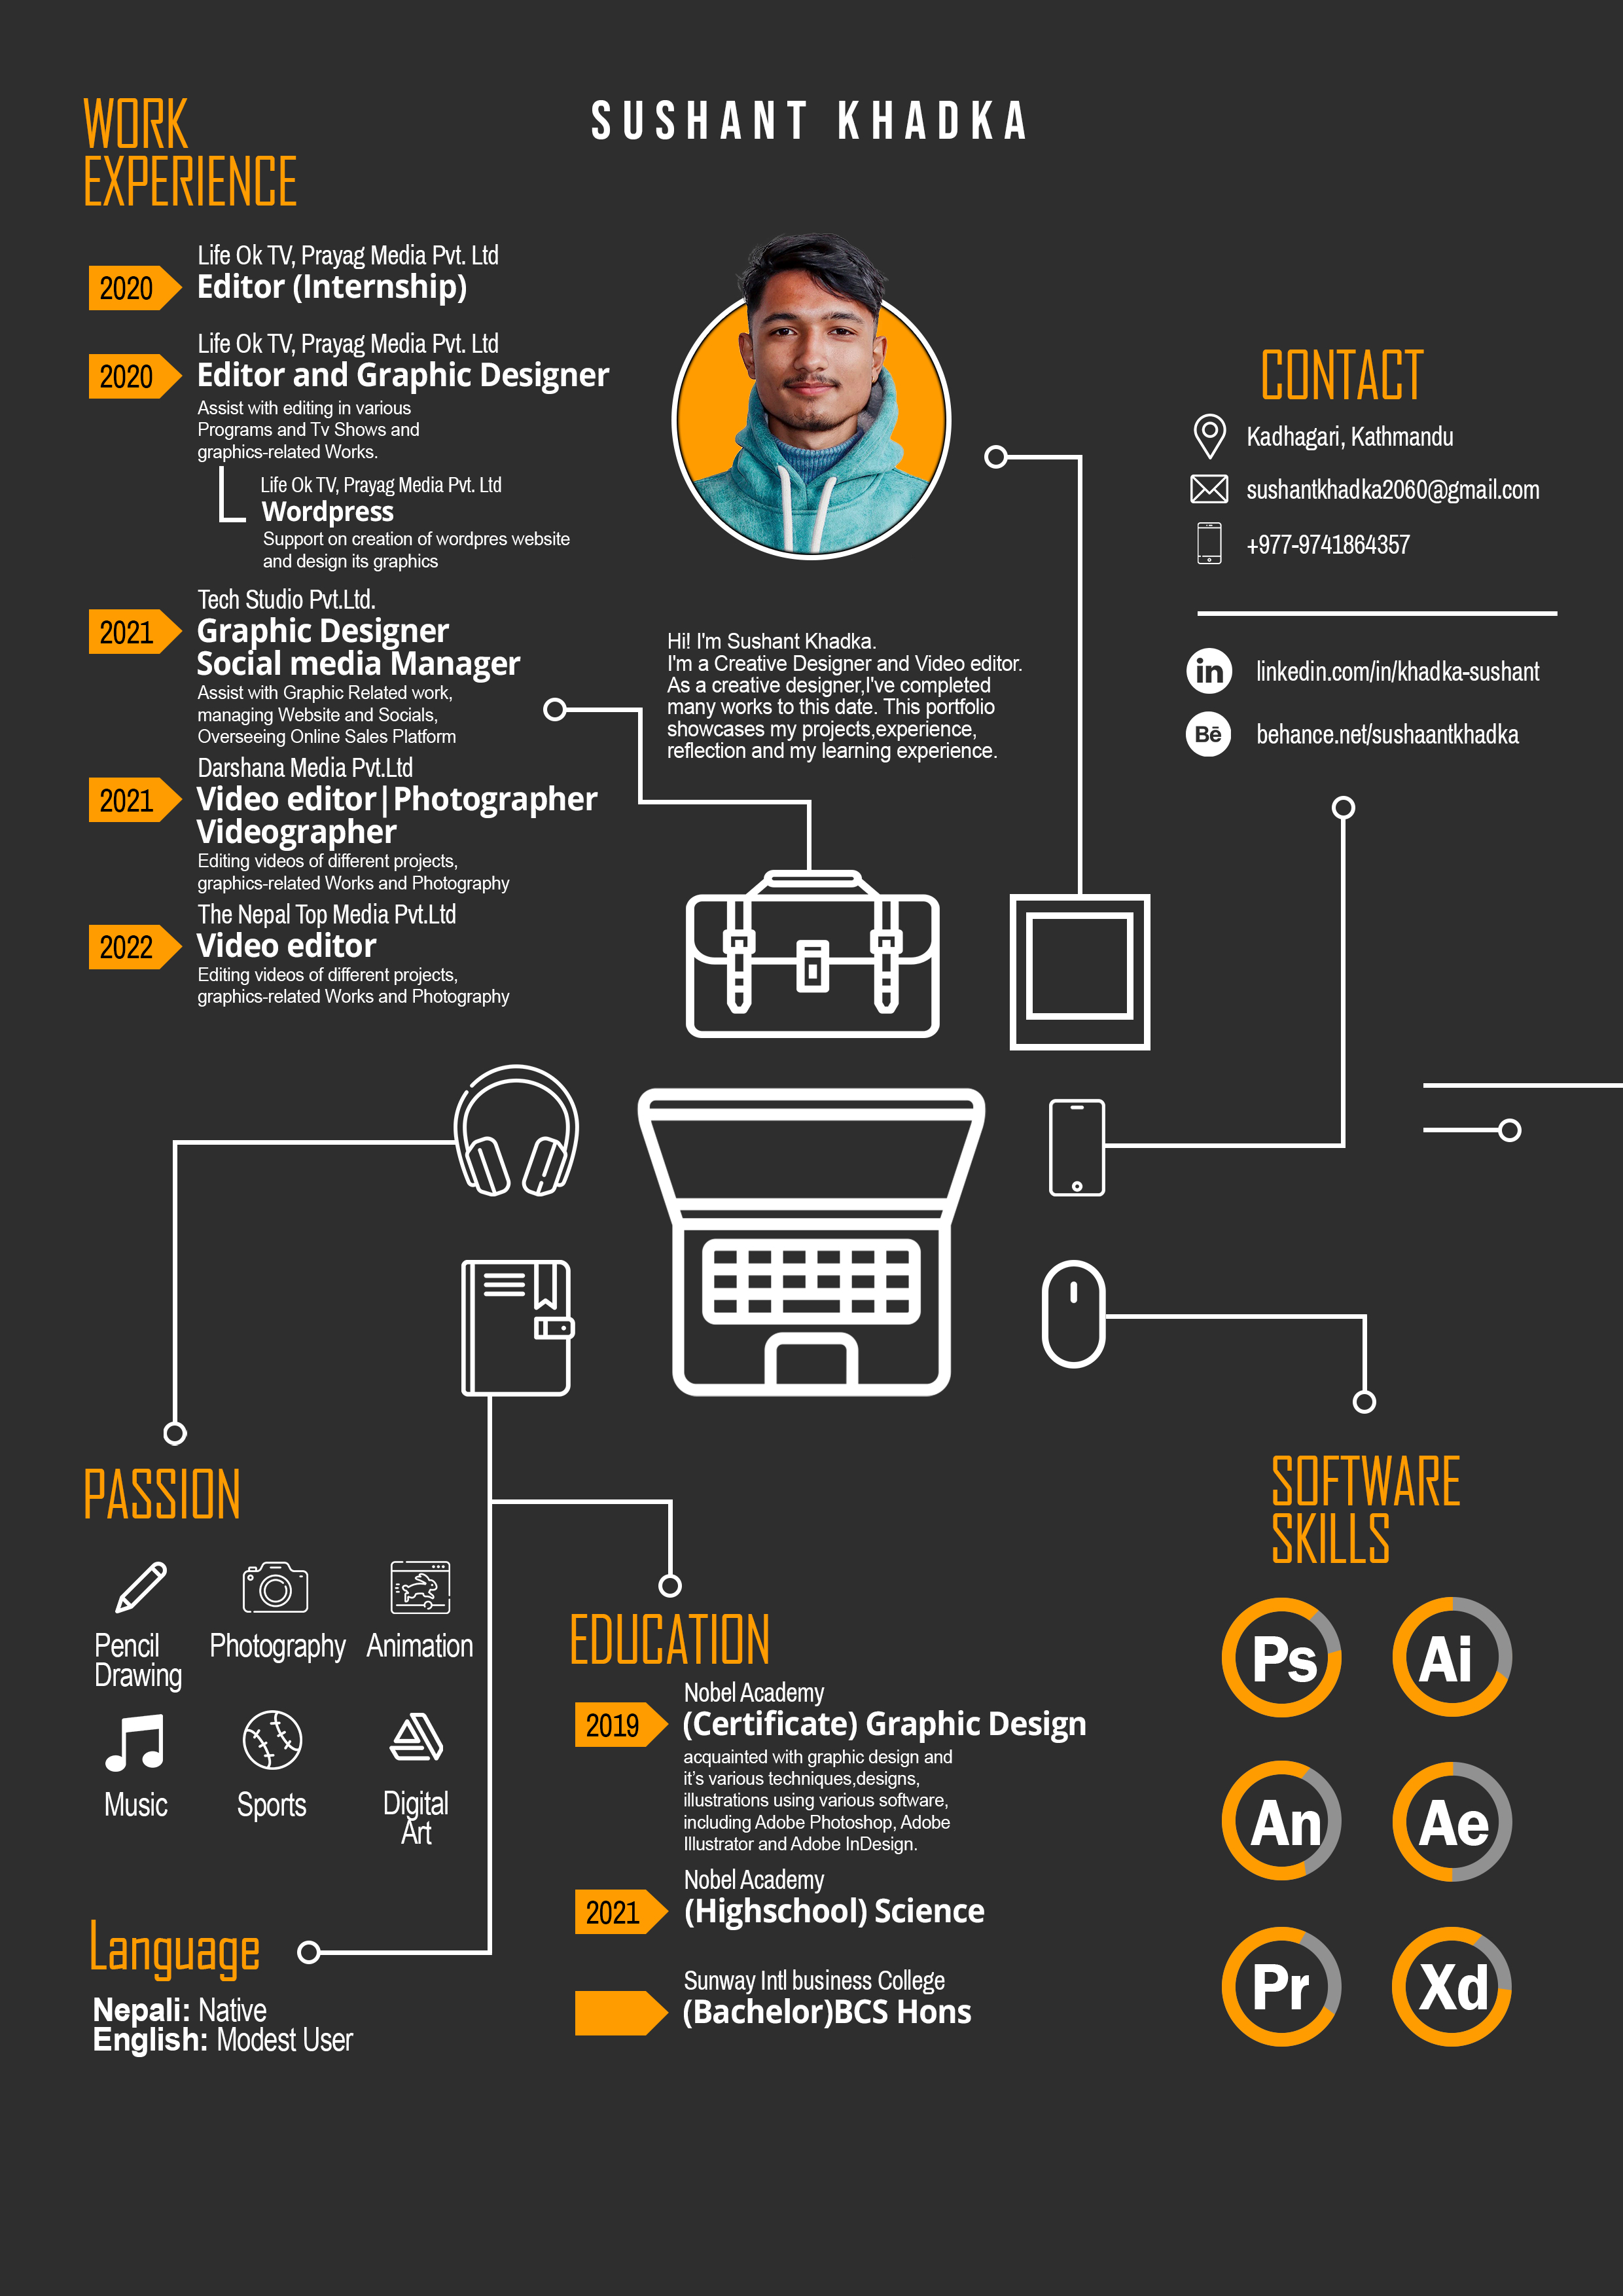 SUSHANT KHADKA
WORK
EXPERIENCE
2020
Life Ok TV, Prayag Media Pvt. Ltd
Editor (Internship)
2020
Life Ok TV, Prayag Media Pvt. Ltd
Editor and Graphic Designer
Assist with editing in various
Programs and Tv Shows and
graphics-related Works.
Life Ok TV, Prayag Media Pvt. Ltd
Wordpress
Support on creation of wordpres website
and design its graphics
2021
Tech Studio Pvt.Ltd.
Graphic Designer
Social media Manager
Assist with Graphic Related work,
managing Website and Socials,
Overseeing Online Sales Platform
2021
Darshana Media Pvt.Ltd
Video editor|Photographer
Videographer
Editing videos of different projects,
graphics-related Works and Photography
2022
The Nepal Top Media Pvt.Ltd
Video editor
Editing videos of different projects,
graphics-related Works and Photography
Hi! I'm Sushant Khadka.
I'm a Creative Designer and Video editor.
As a creative designer,I've completed
many works to this date. This portfolio
showcases my projects,experience,
reflection and my learning experience.
CONTACT
Kadhagari, Kathmandu
sushantkhadka2060@gmail.com
+977-9741864357
in linkedin.com/in/khadka-sushant
Bē behance.net/sushaantkhadka
PASSION
Pencil
Drawing
Photography
Animation
Music
Sports
Digital
Art
Language
Nepali: Native
English: Modest User
EDUCATION
2019
Nobel Academy
(Certificate) Graphic Design
acquainted with graphic design and
it’s various techniques,designs,
illustrations using various software,
including Adobe Photoshop, Adobe
Illustrator and Adobe InDesign.
2021
Nobel Academy
(Highschool) Science
Sunway Intl business College
(Bachelor)BCS Hons
SOFTWARE
SKILLS
Ps
Ai
An
Ae
Pr
Xd